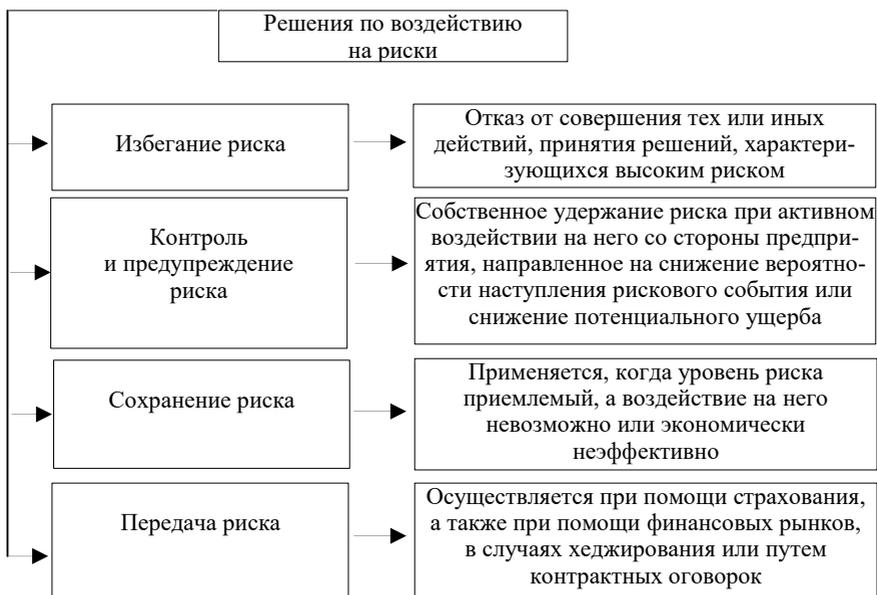 Решения по воздействию
на риски
Избегание риска
Отказ от совершения тех или иных
действий, принятия решений, характери-
зующихся высоким риском
Контроль
и предупреждение
риска
Собственное удержание риска при активном
воздействии на него со стороны предпри-
ятия, направленное на снижение вероятно-
сти наступления рискового события или
снижение потенциального ущерба
Сохранение риска
Применяется, когда уровень риска
приемлемый, а воздействие на него
невозможно или экономически
неэффективно
Передача риска
Осуществляется при помощи страхования,
а также при помощи финансовых рынков,
в случаях хеджирования или путем
контрактных оговорок